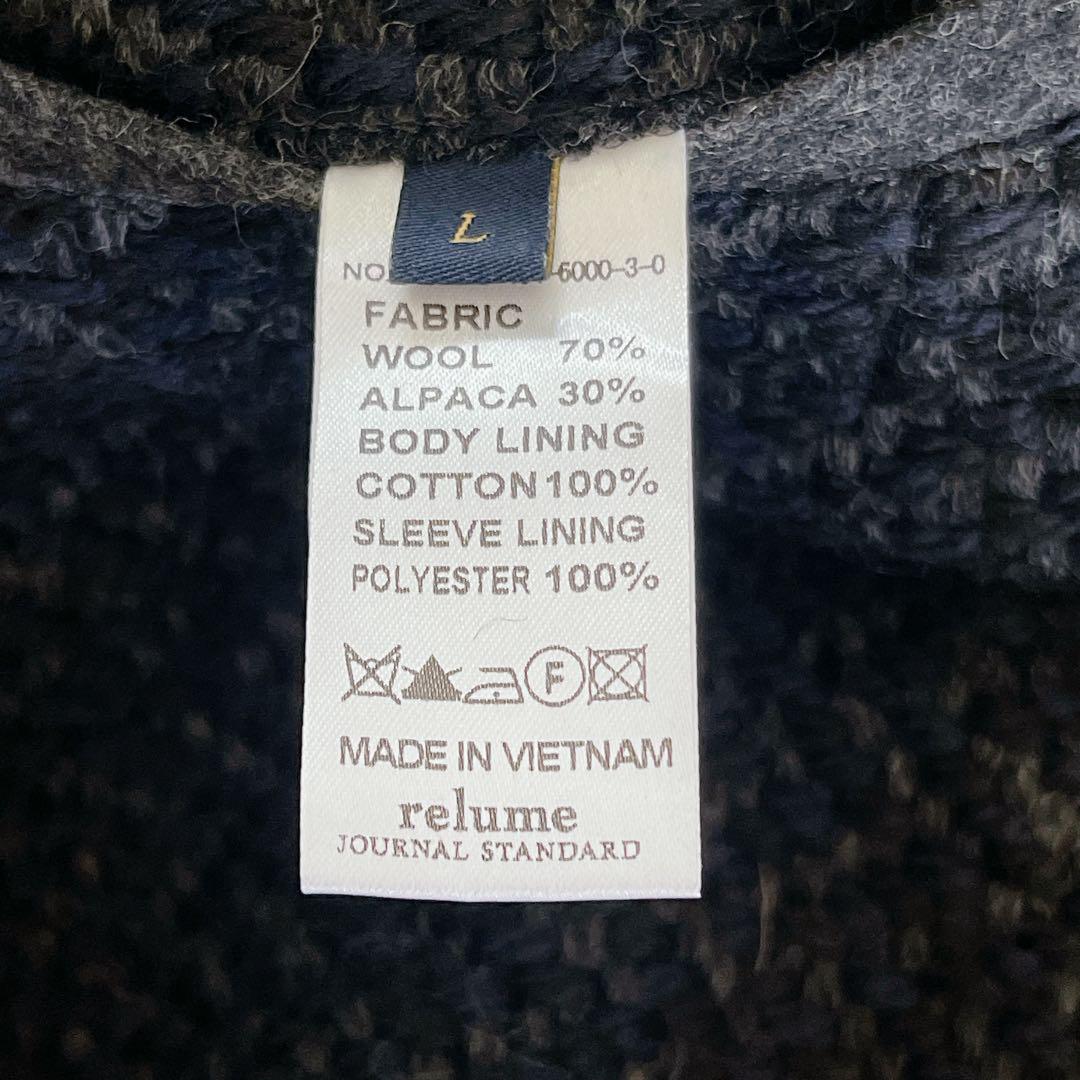 L
NO. -6000-3-0
FABRIC
WOOL 70%
ALPACA 30%
BODY LINING
COTTON 100%
SLEEVE LINING
POLYESTER 100%
F
MADE IN VIETNAM
relume
JOURNAL STANDARD